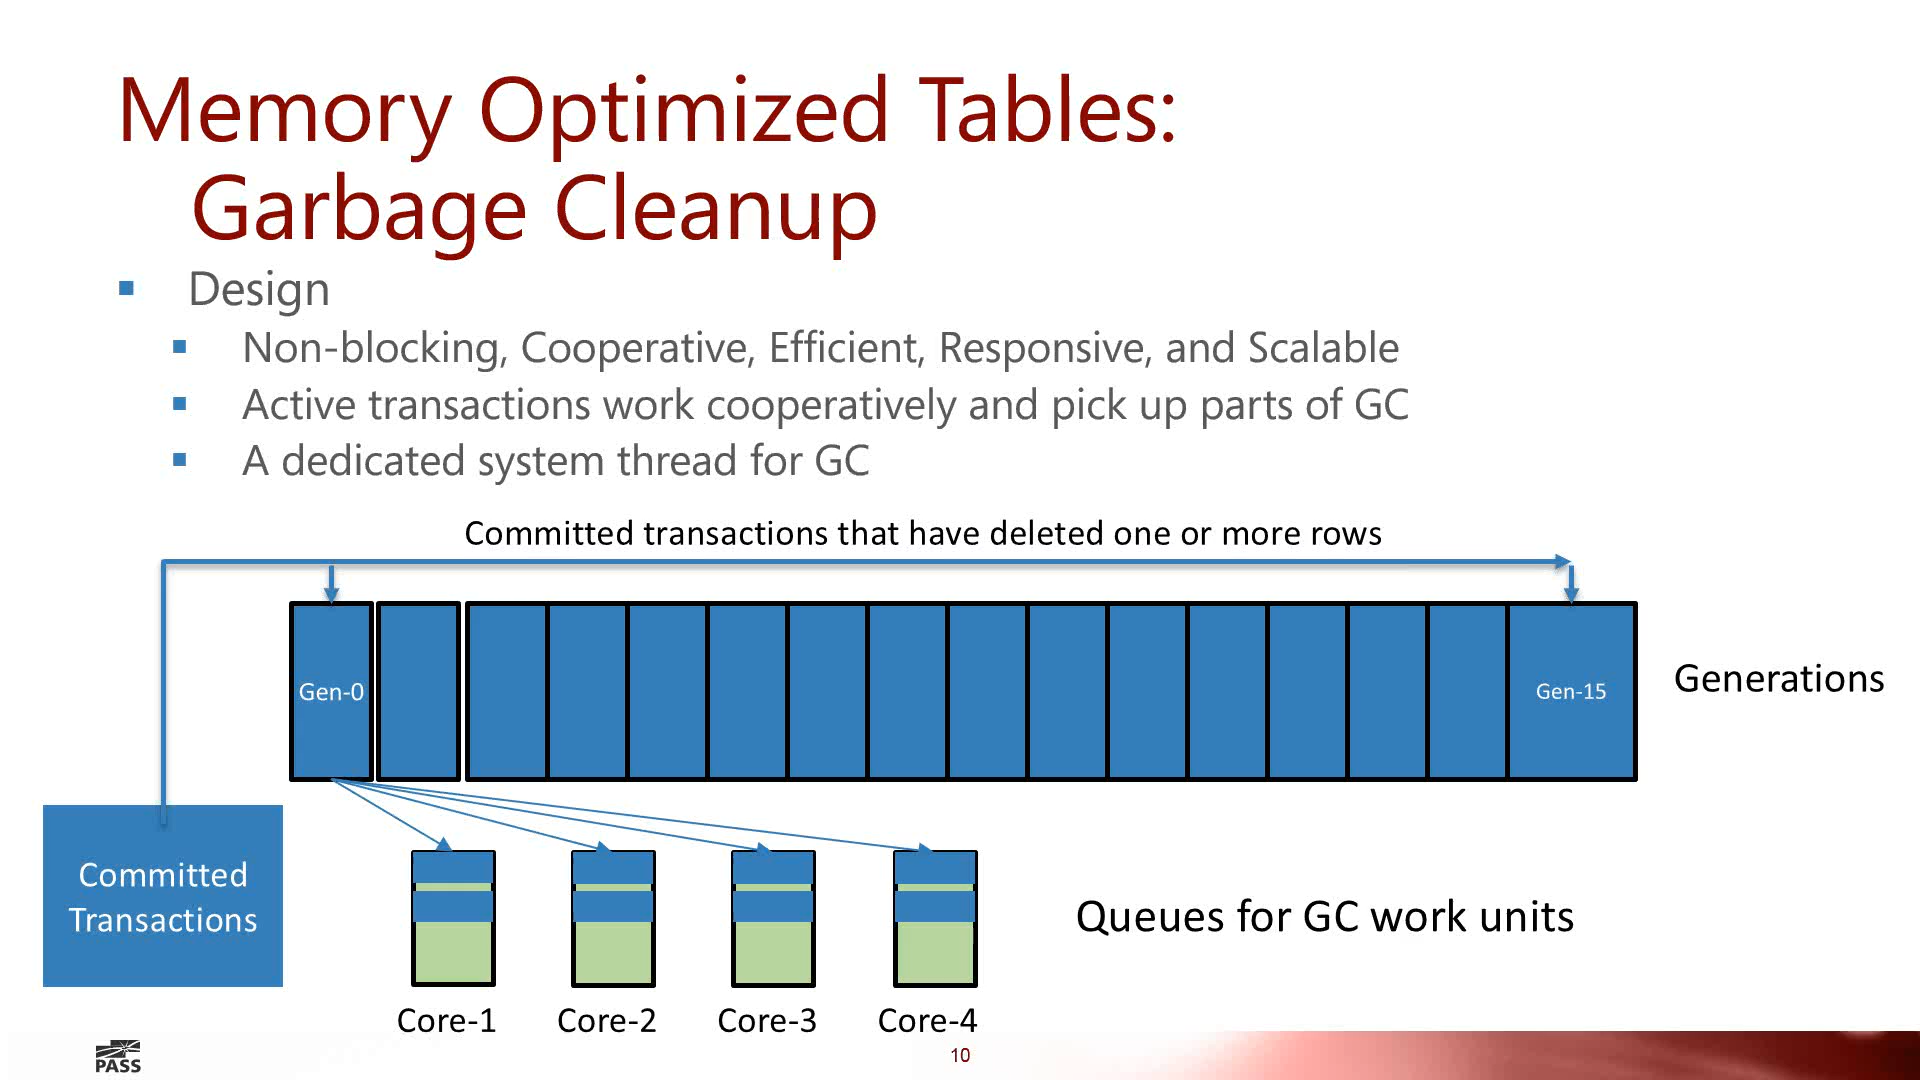 Memory Optimized Tables:
Garbage Cleanup
Design
Non-blocking, Cooperative, Efficient, Responsive, and Scalable
Active transactions work cooperatively and pick up parts of GC
A dedicated system thread for GC
Committed transactions that have deleted one or more rows
Gen-0
Gen-15
Generations
Committed
Transactions
Queues for GC work units
Core-1
Core-2
Core-3
Core-4
PASS
10